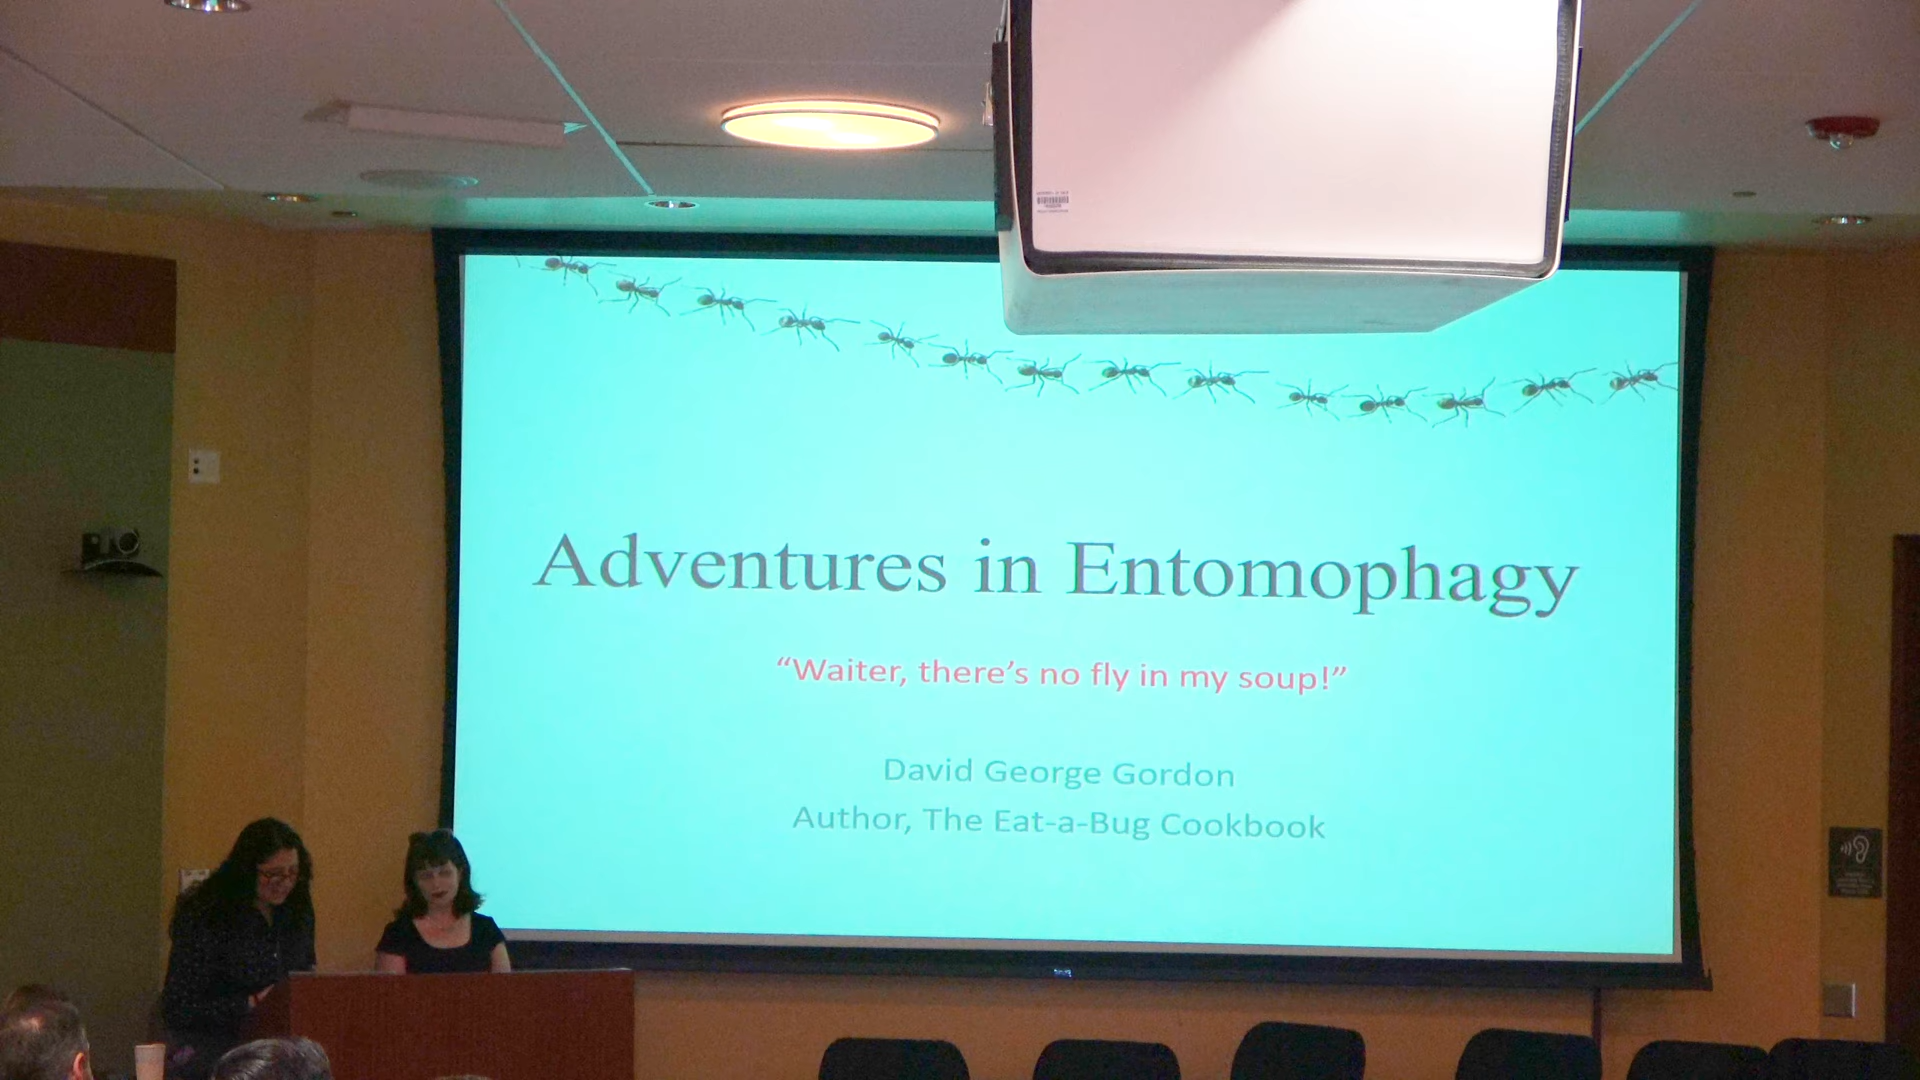 Adventures in Entomophagy
“Waiter, there’s no fly in my soup!”
David George Gordon
Author, The Eat-a-Bug Cookbook